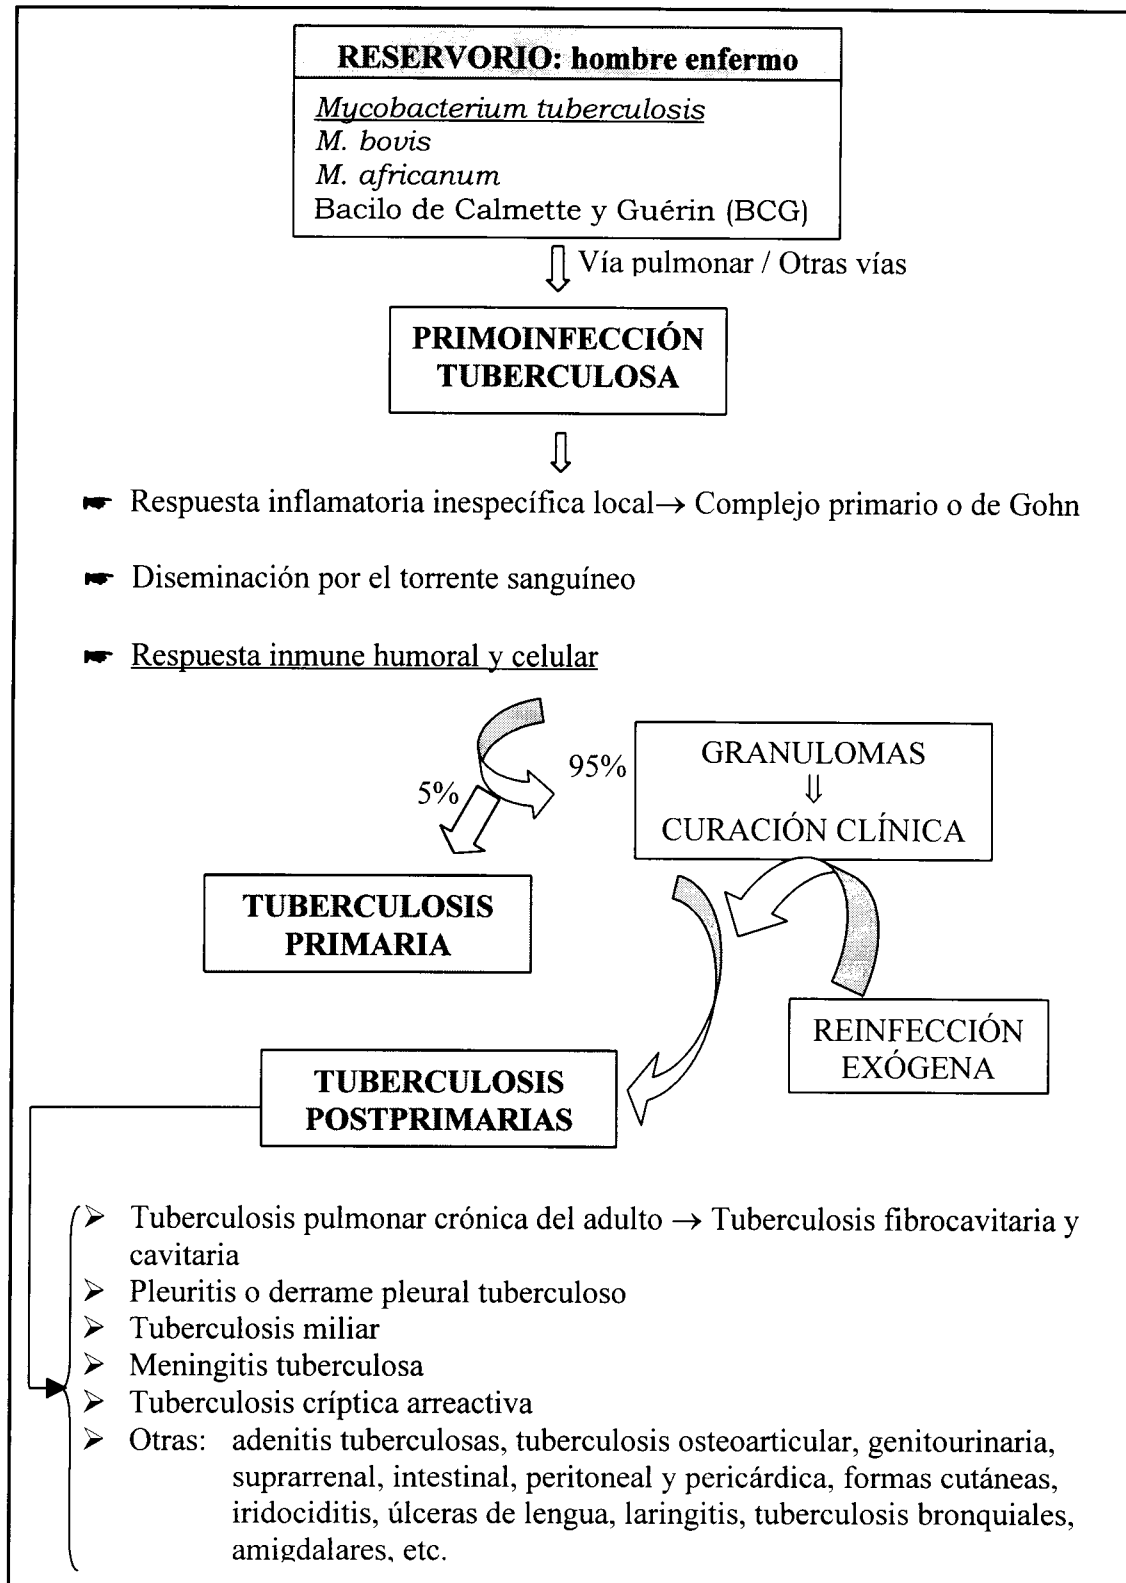 RESERVORIO: hombre enfermo
Mycobacterium tuberculosis
M. bovis
M. africanum
Bacilo de Calmette y Guérin (BCG)
Vía pulmonar / Otras vías
PRIMOINFECCIÓN
TUBERCULOSA
Respuesta inflamatoria inespecífica local→ Complejo primario o de Gohn
Diseminación por el torrente sanguíneo
Respuesta inmune humoral y celular
95%
5%
GRANULOMAS
⇓
CURACIÓN CLÍNICA
TUBERCULOSIS
PRIMARIA
REINFECCIÓN
EXÓGENA
TUBERCULOSIS
POSTPRIMARIAS
➢ Tuberculosis pulmonar crónica del adulto → Tuberculosis fibrocavitaria y
cavitaria
➢ Pleuritis o derrame pleural tuberculoso
➢ Tuberculosis miliar
➢ Meningitis tuberculosa
➢ Tuberculosis críptica arreactiva
➢ Otras: adenitis tuberculosas, tuberculosis osteoarticular, genitourinaria,
suprarrenal, intestinal, peritoneal y pericárdica, formas cutáneas,
iridociditis, úlceras de lengua, laringitis, tuberculosis bronquiales,
amigdalares, etc.